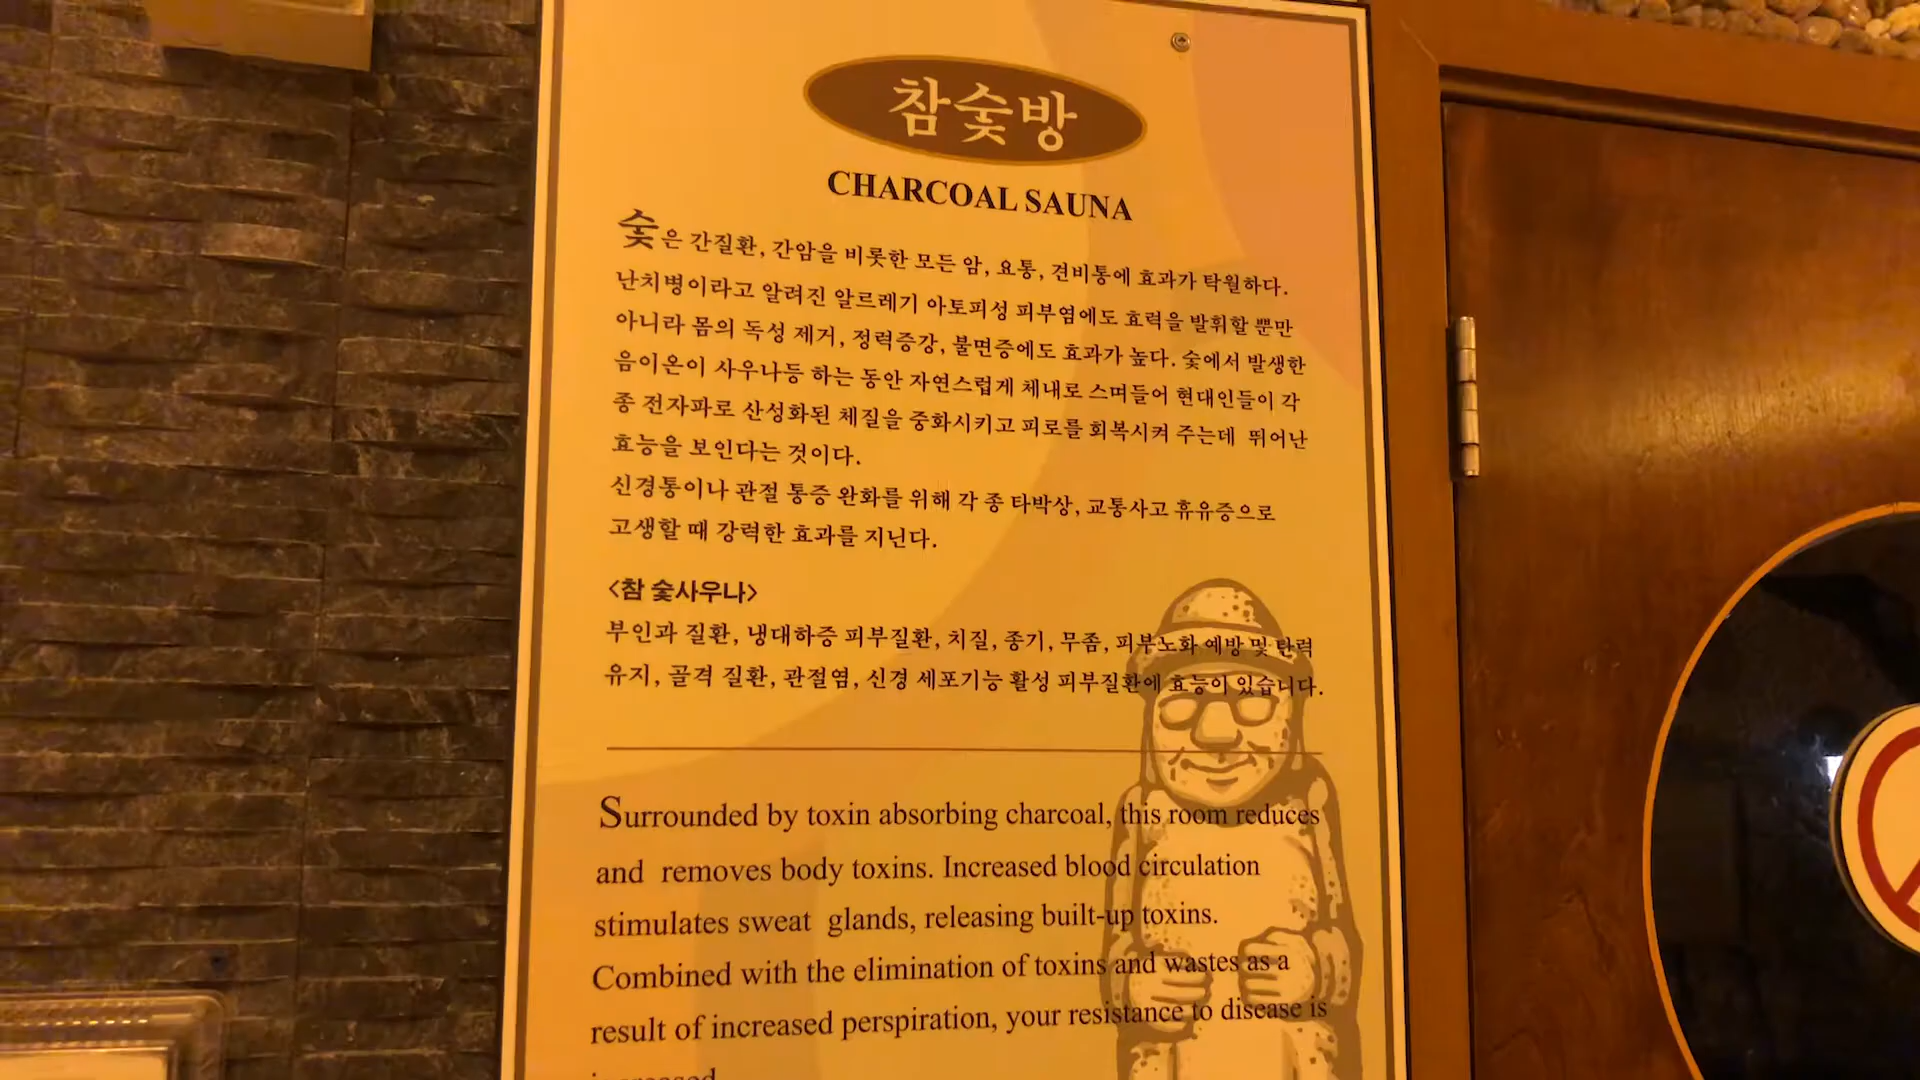 참숯방
CHARCOAL SAUNA
숯은 간질환, 간암을 비롯한 모든 암, 요통, 견비통에 효과가 탁월하다.
난치병이라고 알려진 알르레기 아토피성 피부염에도 효력을 발휘할 뿐만
아니라 몸의 독성 제거, 정력증강, 불면증에도 효과가 높다. 숯에서 발생한
음이온이 사우나등 하는 동안 자연스럽게 체내로 스며들어 현대인들이 각
종 전자파로 산성화된 체질을 중화시키고 피로를 회복시켜 주는데 뛰어난
효능을 보인다는 것이다.
신경통이나 관절 통증 완화를 위해 각 종 타박상, 교통사고 휴유증으로
고생할 때 강력한 효과를 지닌다.
<참 숯사우나>
부인과 질환, 냉대하증 피부질환, 치질, 종기, 무좀, 피부노화 예방 및 탄력
유지, 골격 질환, 관절염, 신경 세포기능 활성 피부질환에 효능이 있습니다.
Surrounded by toxin absorbing charcoal, this room reduces
and removes body toxins. Increased blood circulation
stimulates sweat glands, releasing built-up toxins.
Combined with the elimination of toxins and wastes as a
result of increased perspiration, your resistance to disease is